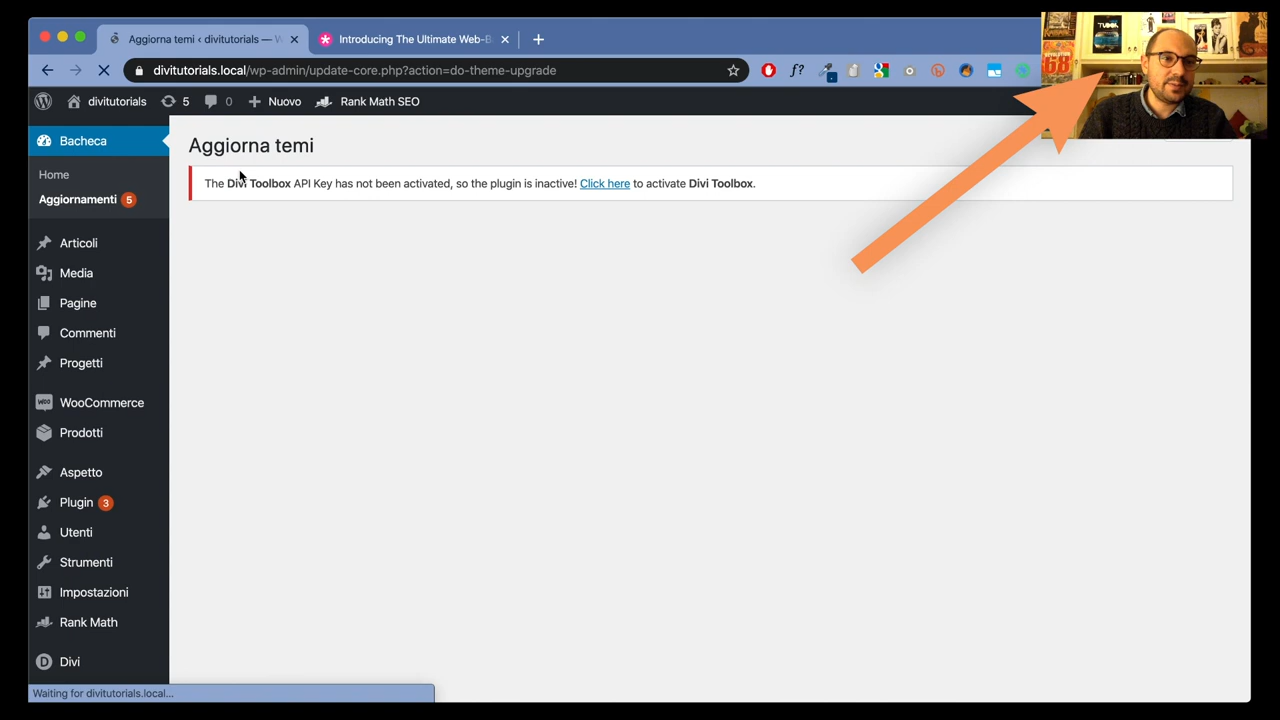 Aggiorna temi ‹ divitutorials — W
Introducing The Ultimate Web-B
divitutorials.local/wp-admin/update-core.php?action=do-theme-upgrade
f?
divitutorials
5
0
Nuovo
Rank Math SEO
TUDOR
68
Bacheca
Home
Aggiornamenti 5
Articoli
Media
Pagine
Commenti
Progetti
WooCommerce
Prodotti
Aspetto
Plugin 3
Utenti
Strumenti
Impostazioni
Rank Math
Divi
Aggiorna temi
The Divi Toolbox API Key has not been activated, so the plugin is inactive! Click here to activate Divi Toolbox.
Waiting for divitutorials.local...